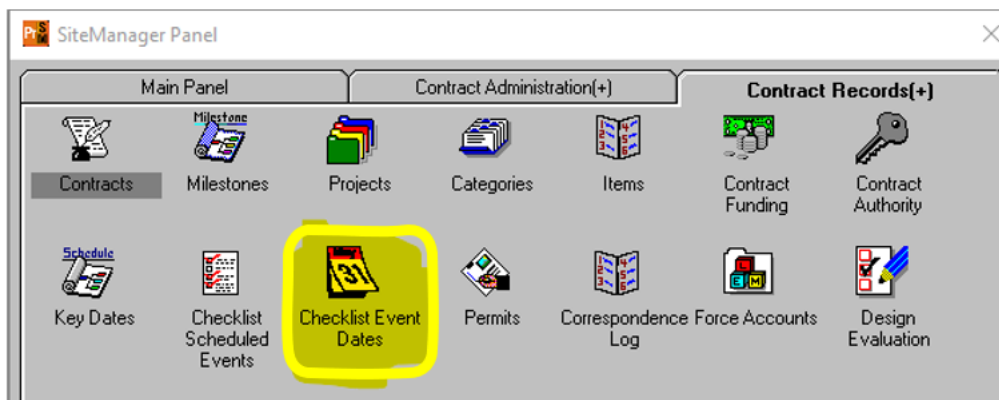 SiteManager Panel
Main Panel
Contract Administration(+)
Contract Records(+)
Milestone
Contracts
Milestones
Projects
Categories
Items
Contract
Funding
Contract
Authority
Schedule
31
Key Dates
Checklist
Scheduled
Events
Checklist Event
Dates
Permits
Correspondence
Log
L
E M
Force Accounts
Design
Evaluation